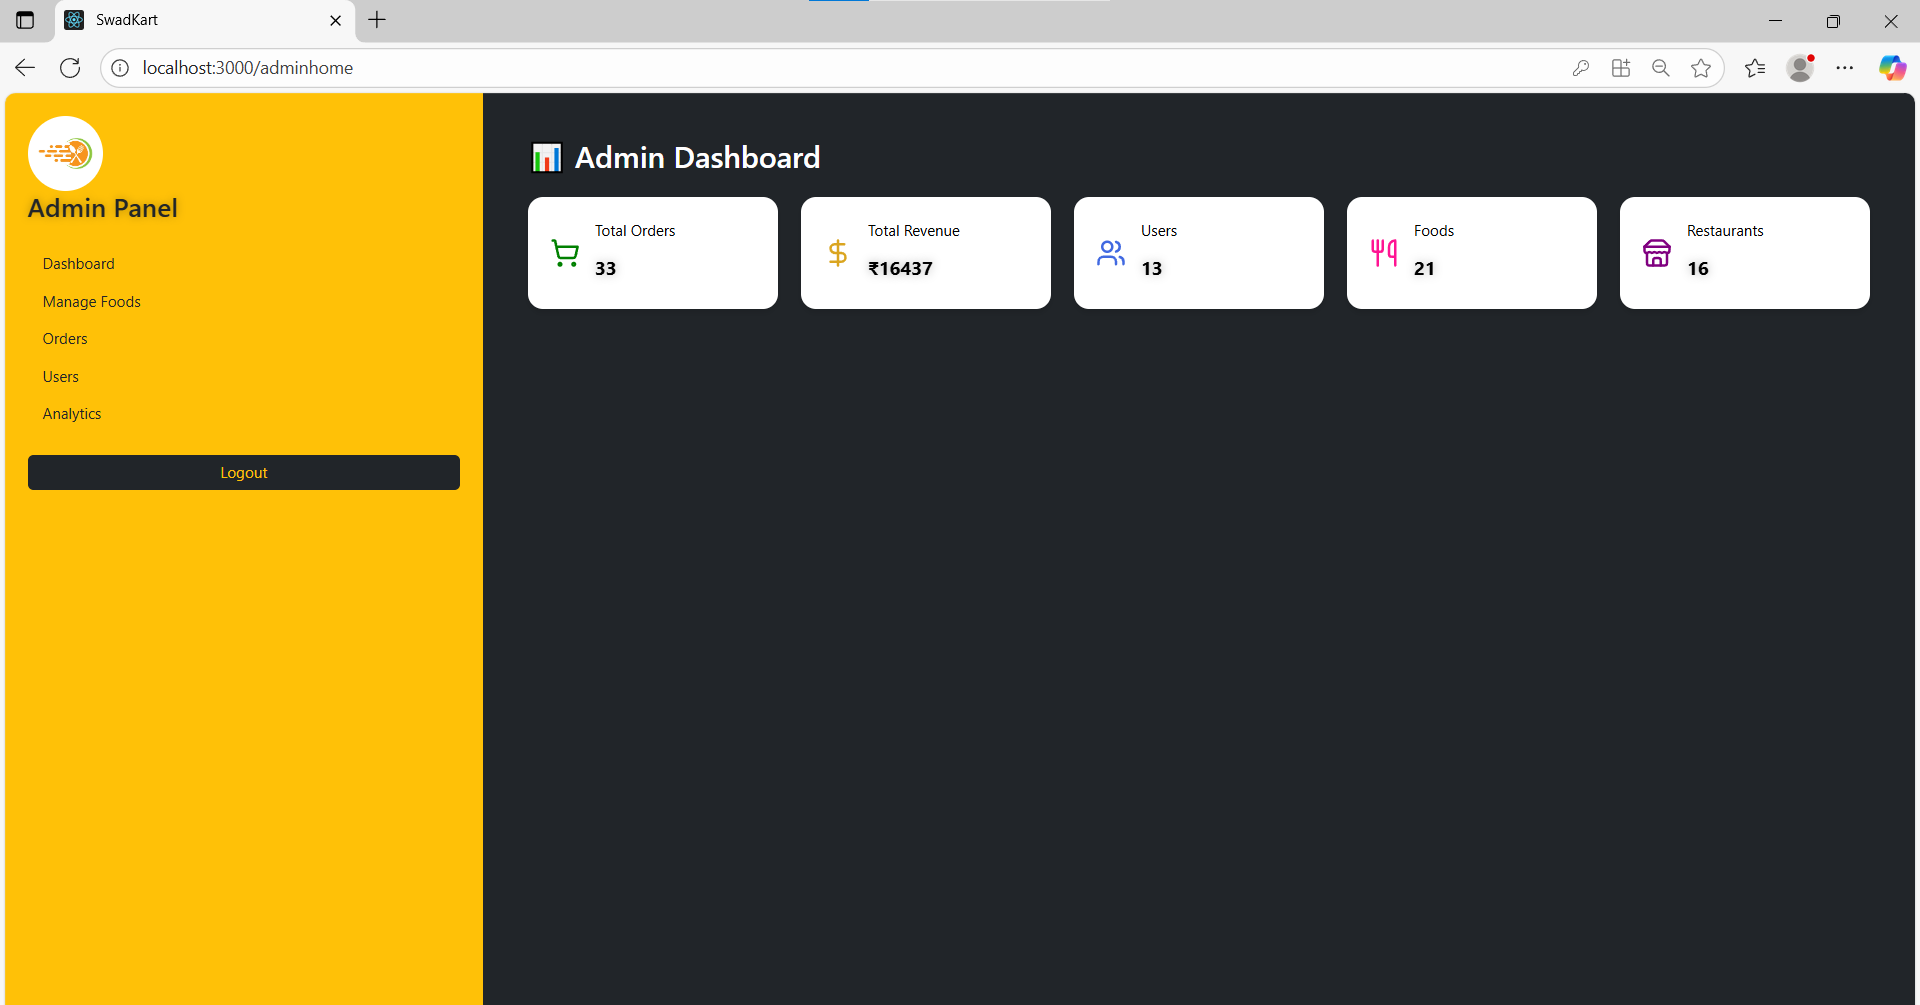 SwadKart
localhost:3000/adminhome
Admin Panel
Dashboard
Manage Foods
Orders
Users
Analytics
Logout
Admin Dashboard
Total Orders
33
Total Revenue
₹16437
Users
13
Foods
21
Restaurants
16